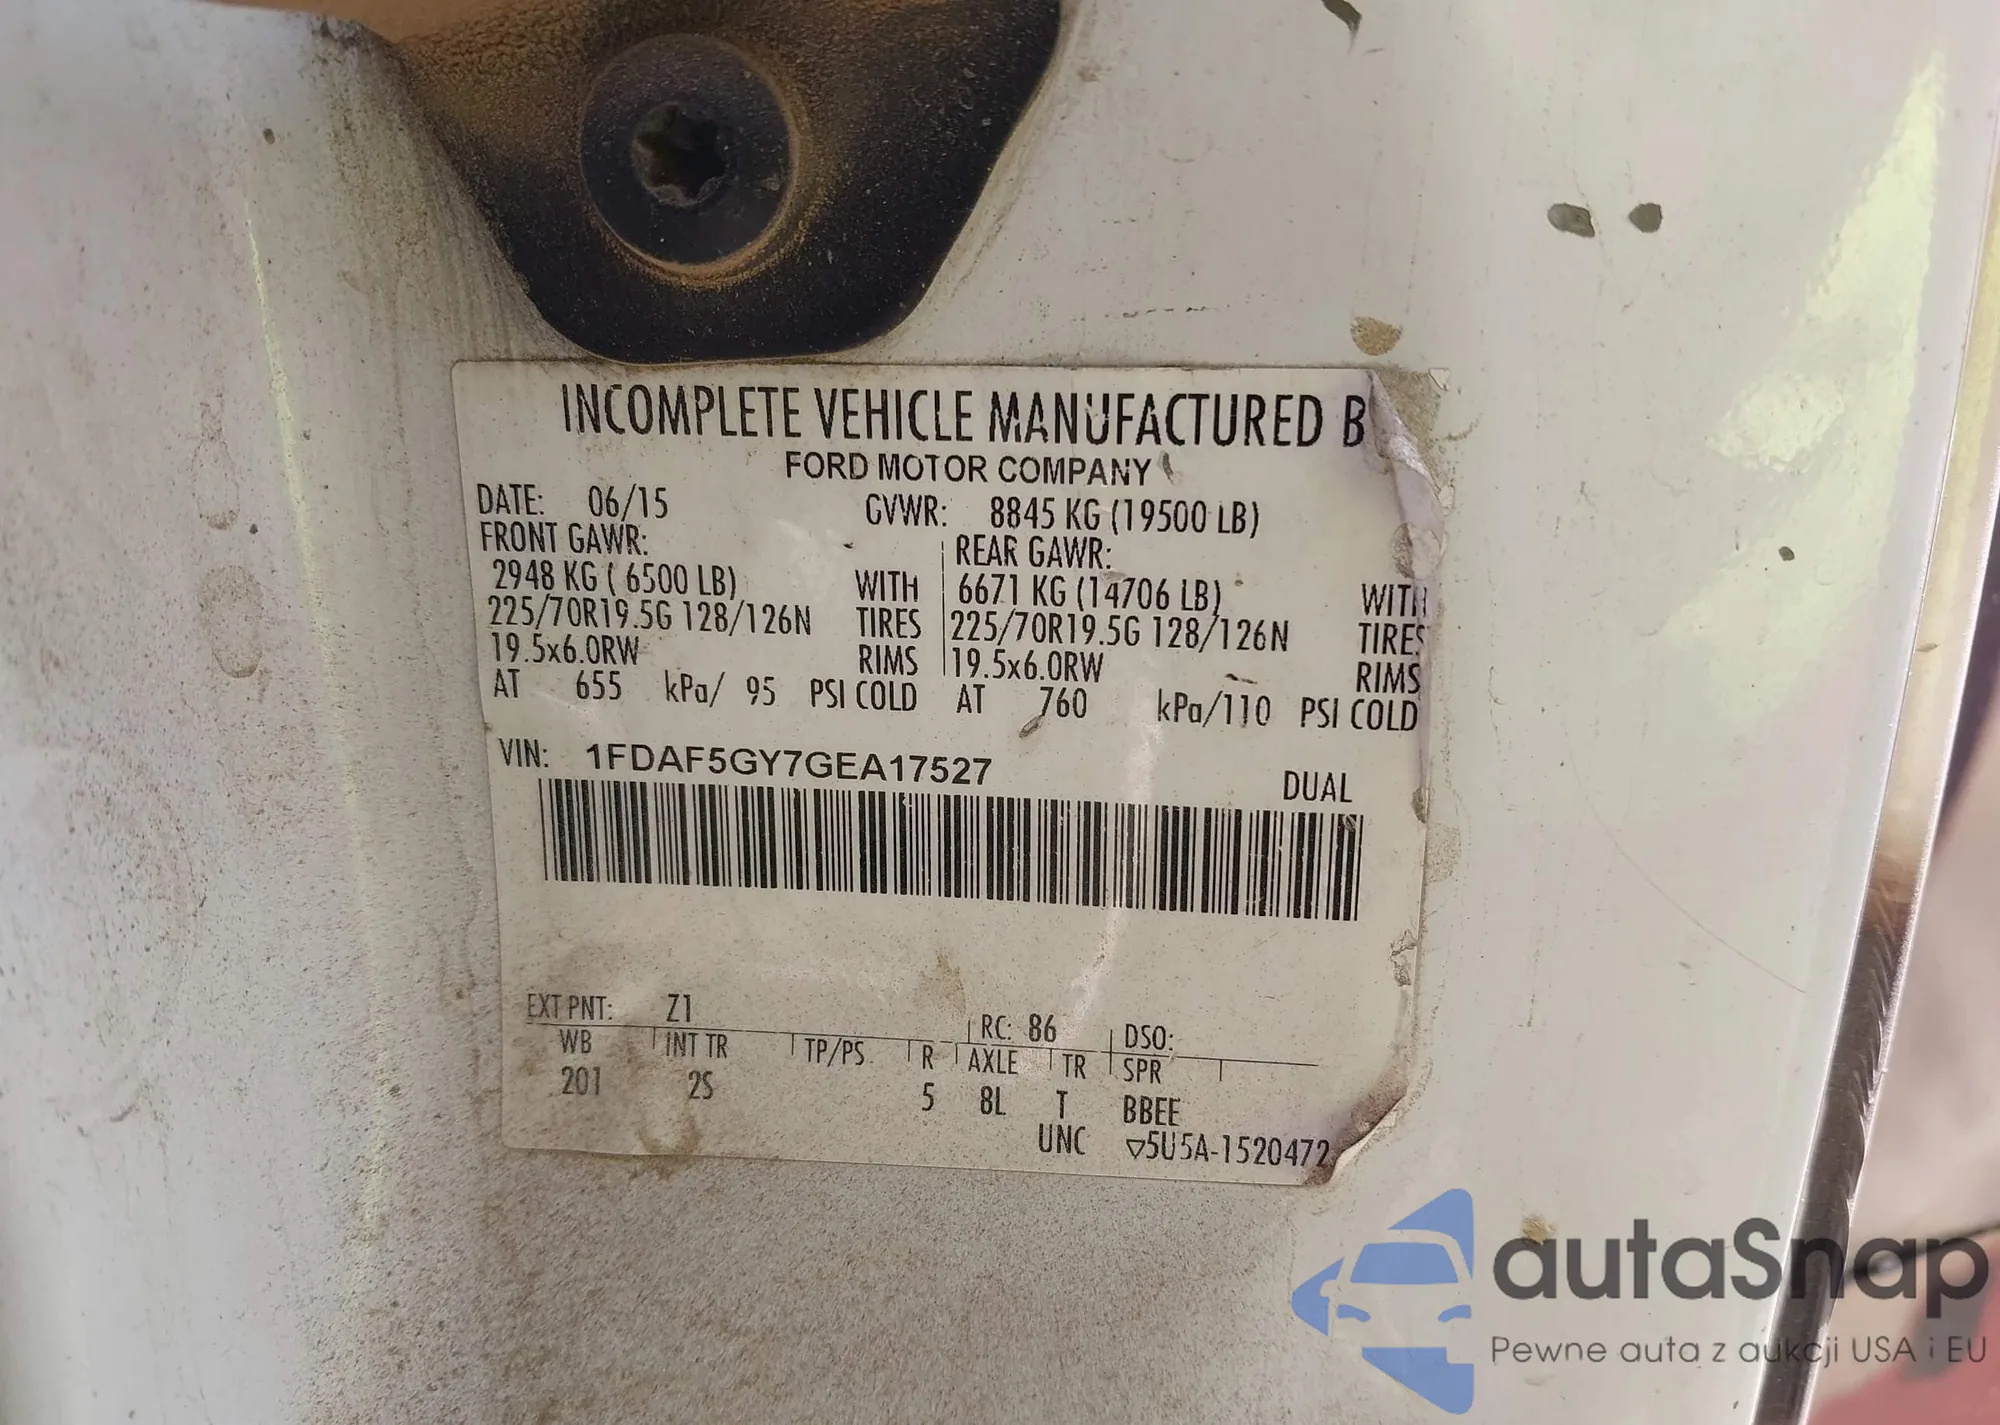 INCOMPLETE VEHICLE MANUFACTURED B
FORD MOTOR COMPANY
DATE: 06/15 GVWR: 8845 KG (19500 LB)
FRONT GAWR: REAR GAWR:
2948 KG ( 6500 LB) WITH 6671 KG (14706 LB) WITH
225/70R19.5G 128/126N TIRES 225/70R19.5G 128/126N TIRES
19.5x6.0RW RIMS 19.5x6.0RW RIMS
AT 655 kPa/ 95 PSI COLD AT 760 kPa/110 PSI COLD
VIN: 1FDAF5GY7GEA17527
DUAL
EXT PNT: Z1 RC: 86 DSO:
WB INT TR TP/PS R AXLE TR SPR
201 2S 5 8L T BBEE
UNC ▽5U5A-1520472
autaSnap
Pewne auta z aukcji USA i EU